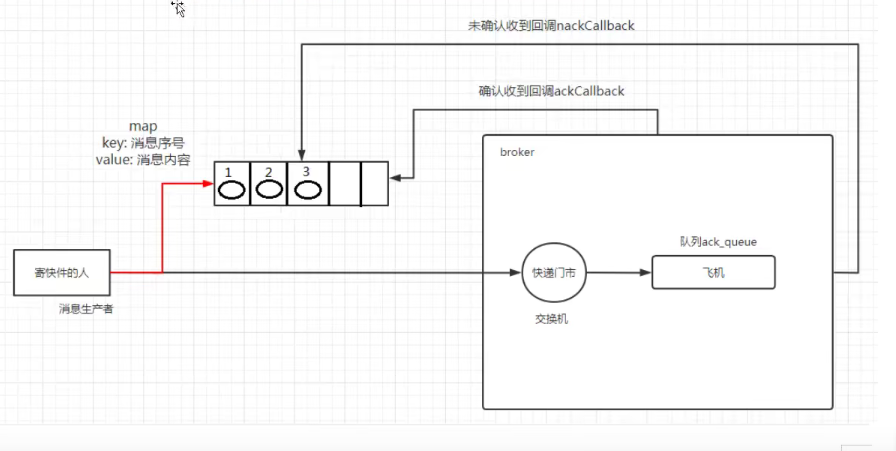 未确认收到回调nackCallback
确认收到回调ackCallback
map
key: 消息序号
value: 消息内容
1 2 3
broker
队列ack_queue
寄快件的人
快递门市
飞机
消息生产者
交换机